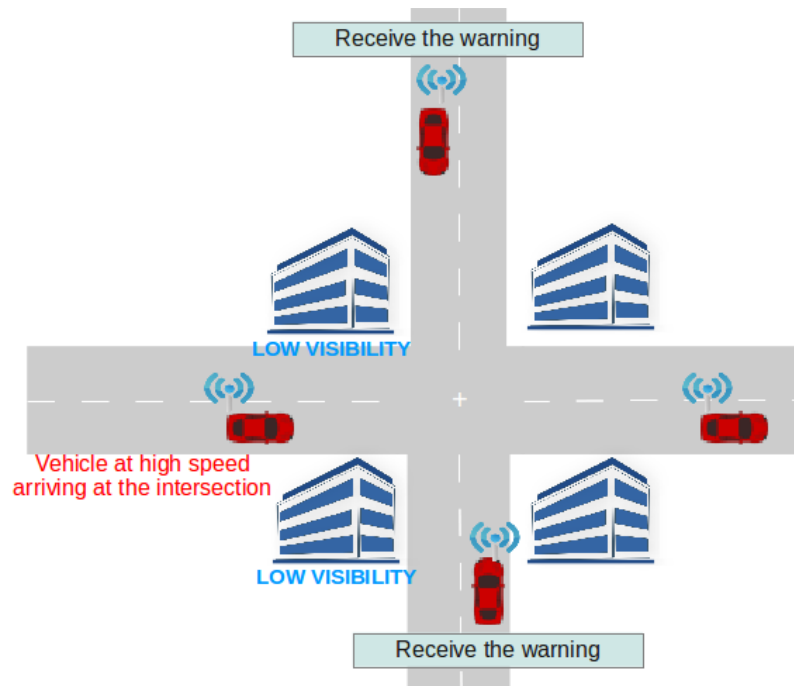 Receive the warning
LOW VISIBILITY
Vehicle at high speed
arriving at the intersection
LOW VISIBILITY
Receive the warning